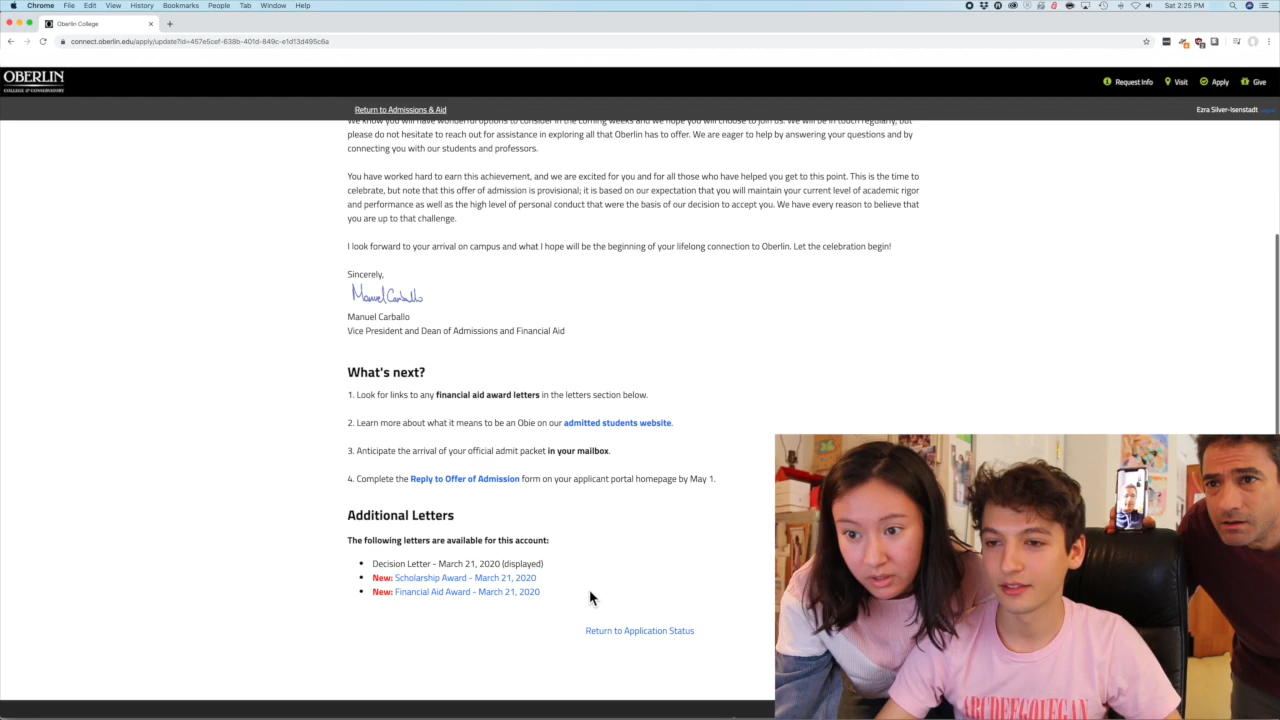 Chrome File Edit View History Bookmarks People Tab Window Help Sat 2:25 PM
Oberlin College
connect.oberlin.edu/apply/update?id=457e5cef-638b-401d-849c-e1d13d495c6a
OBERLIN
COLLEGE & CONSERVATORY
Request Info Visit Apply Give
Return to Admissions & Aid
Ezra Silver-Isenstadt
We know you will have wonderful options to consider in the coming weeks and we hope you will choose to join us. We will be in touch regularly, but
please do not hesitate to reach out for assistance in exploring all that Oberlin has to offer. We are eager to help by answering your questions and by
connecting you with our students and professors.
You have worked hard to earn this achievement, and we are excited for you and for all those who have helped you get to this point. This is the time to
celebrate, but note that this offer of admission is provisional; it is based on our expectation that you will maintain your current level of academic rigor
and performance as well as the high level of personal conduct that were the basis of our decision to accept you. We have every reason to believe that
you are up to that challenge.
I look forward to your arrival on campus and what I hope will be the beginning of your lifelong connection to Oberlin. Let the celebration begin!
Sincerely,
Manuel Carballo
Manuel Carballo
Vice President and Dean of Admissions and Financial Aid
What's next?
1. Look for links to any financial aid award letters in the letters section below.
2. Learn more about what it means to be an Obie on our admitted students website.
3. Anticipate the arrival of your official admit packet in your mailbox.
4. Complete the Reply to Offer of Admission form on your applicant portal homepage by May 1.
Additional Letters
The following letters are available for this account:
• Decision Letter - March 21, 2020 (displayed)
• New: Scholarship Award - March 21, 2020
• New: Financial Aid Award - March 21, 2020
Return to Application Status